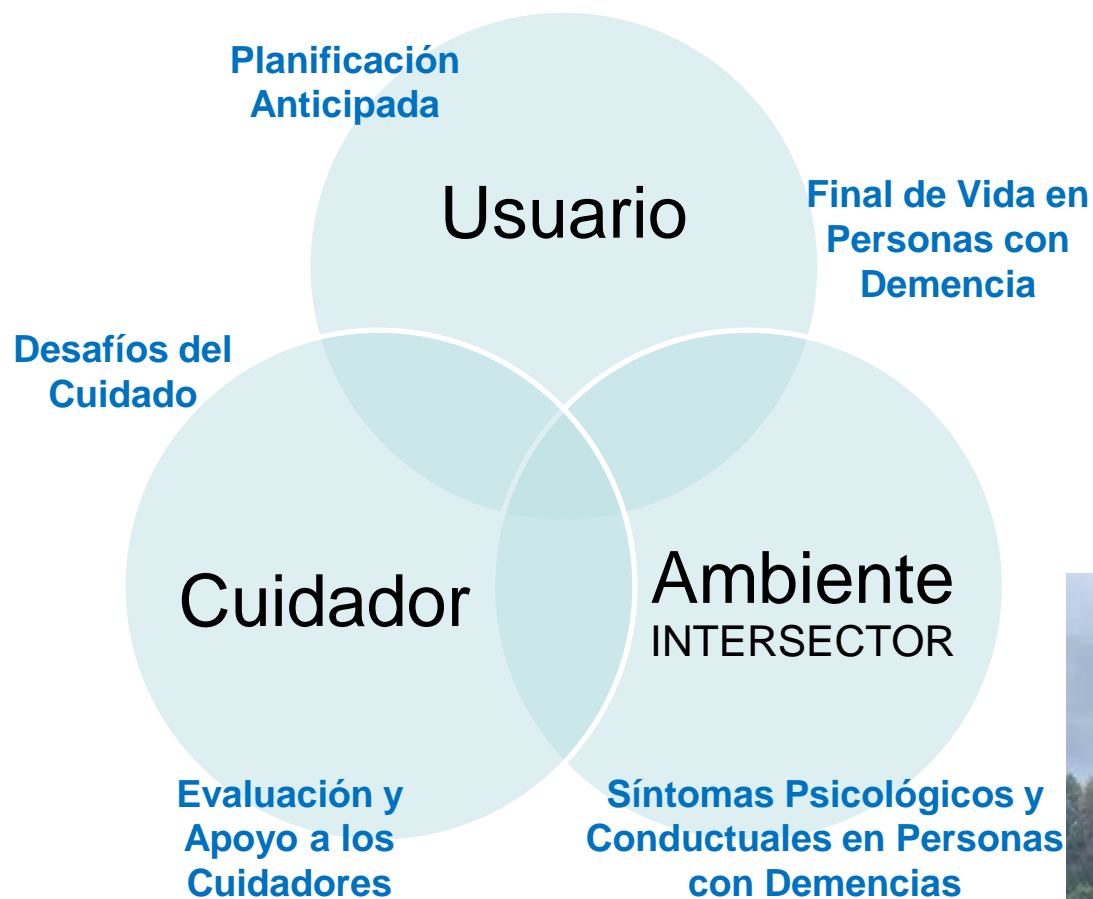 Planificación
Anticipada
Usuario
Final de Vida en
Personas con
Demencia
Desafíos del
Cuidado
Cuidador
Ambiente
INTERSECTOR
Evaluación y
Apoyo a los
Cuidadores
Síntomas Psicológicos y
Conductuales en Personas
con Demencias